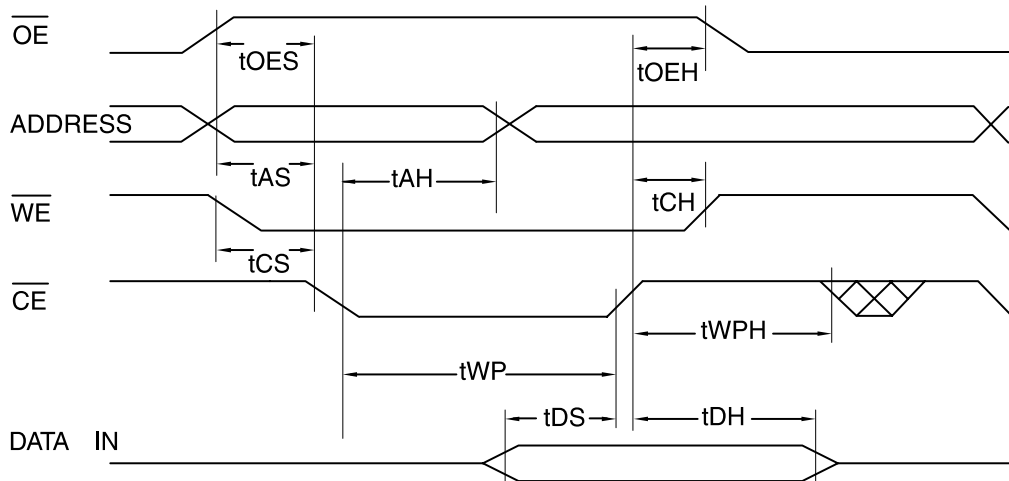 OE
tOES
tOEH
ADDRESS
tAS
tAH
WE
tCH
tCS
CE
tWPH
tWP
tDS
tDH
DATA IN